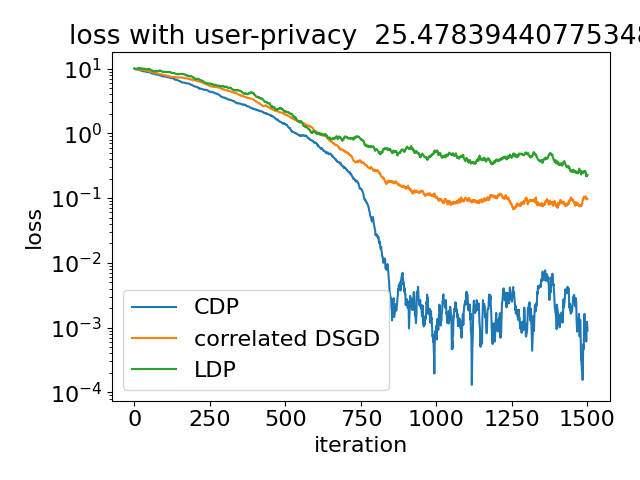 loss with user-privacy 25.47839440775348
loss
10¹
10⁰
10⁻¹
10⁻²
10⁻³
10⁻⁴
CDP
correlated DSGD
LDP
0 250 500 750 1000 1250 1500
iteration